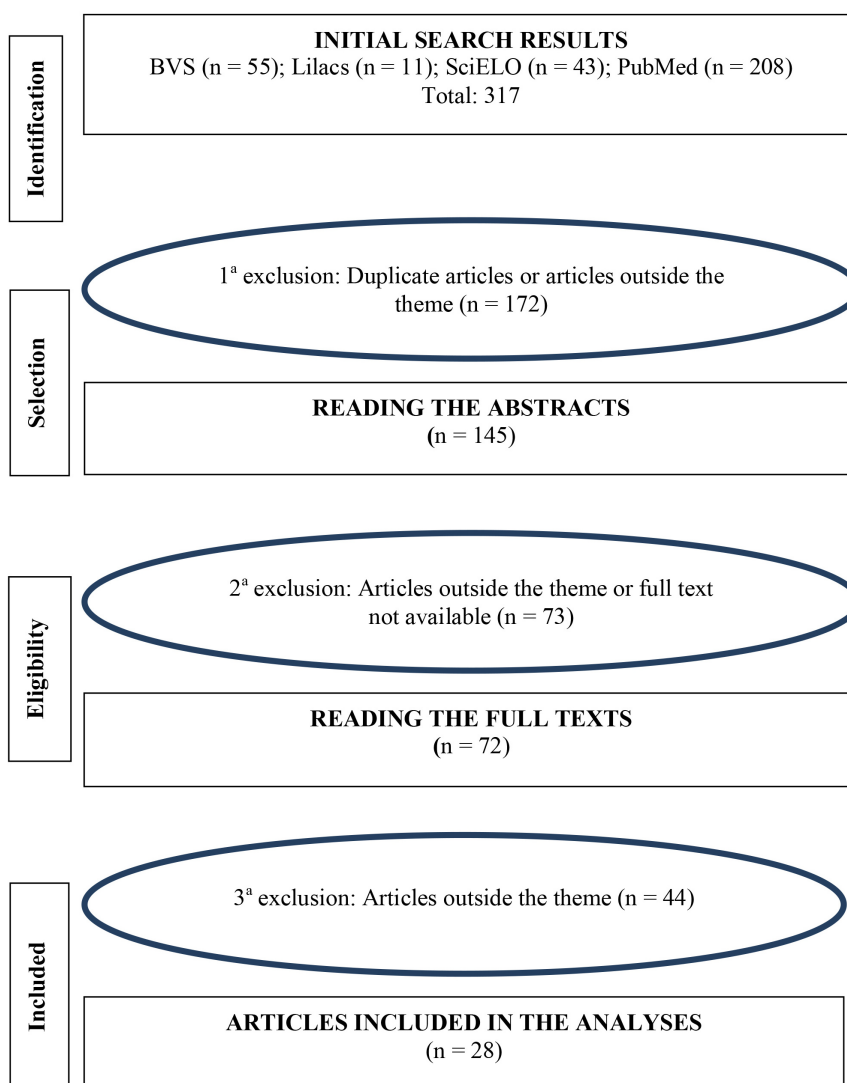 Identification
INITIAL SEARCH RESULTS
BVS (n = 55); Lilacs (n = 11); SciELO (n = 43); PubMed (n = 208)
Total: 317
Selection
1ª exclusion: Duplicate articles or articles outside the
theme (n = 172)
READING THE ABSTRACTS
(n = 145)
Eligibility
2ª exclusion: Articles outside the theme or full text
not available (n = 73)
READING THE FULL TEXTS
(n = 72)
Included
3ª exclusion: Articles outside the theme (n = 44)
ARTICLES INCLUDED IN THE ANALYSES
(n = 28)